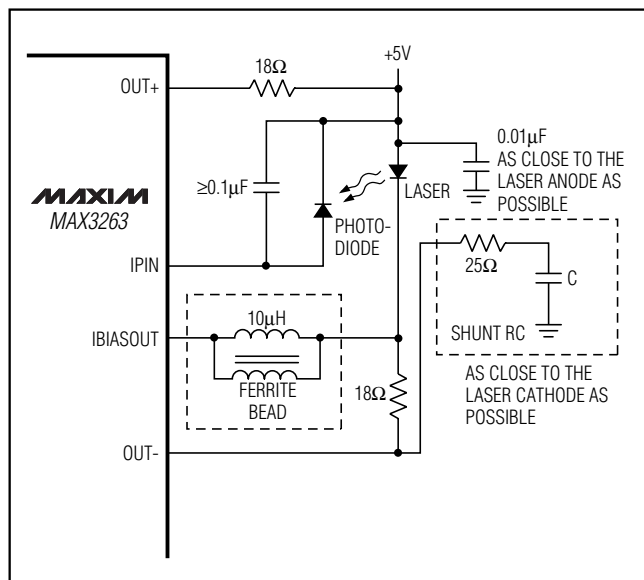 +5V
18Ω
OUT+
0.01µF
AS CLOSE TO THE
LASER ANODE AS
POSSIBLE
≥0.1µF
LASER
MAXIM
MAX3263
PHOTO-
DIODE
IPIN
25Ω
C
10µH
IBIASOUT
SHUNT RC
FERRITE
BEAD
18Ω
AS CLOSE TO THE
LASER CATHODE AS
POSSIBLE
OUT-